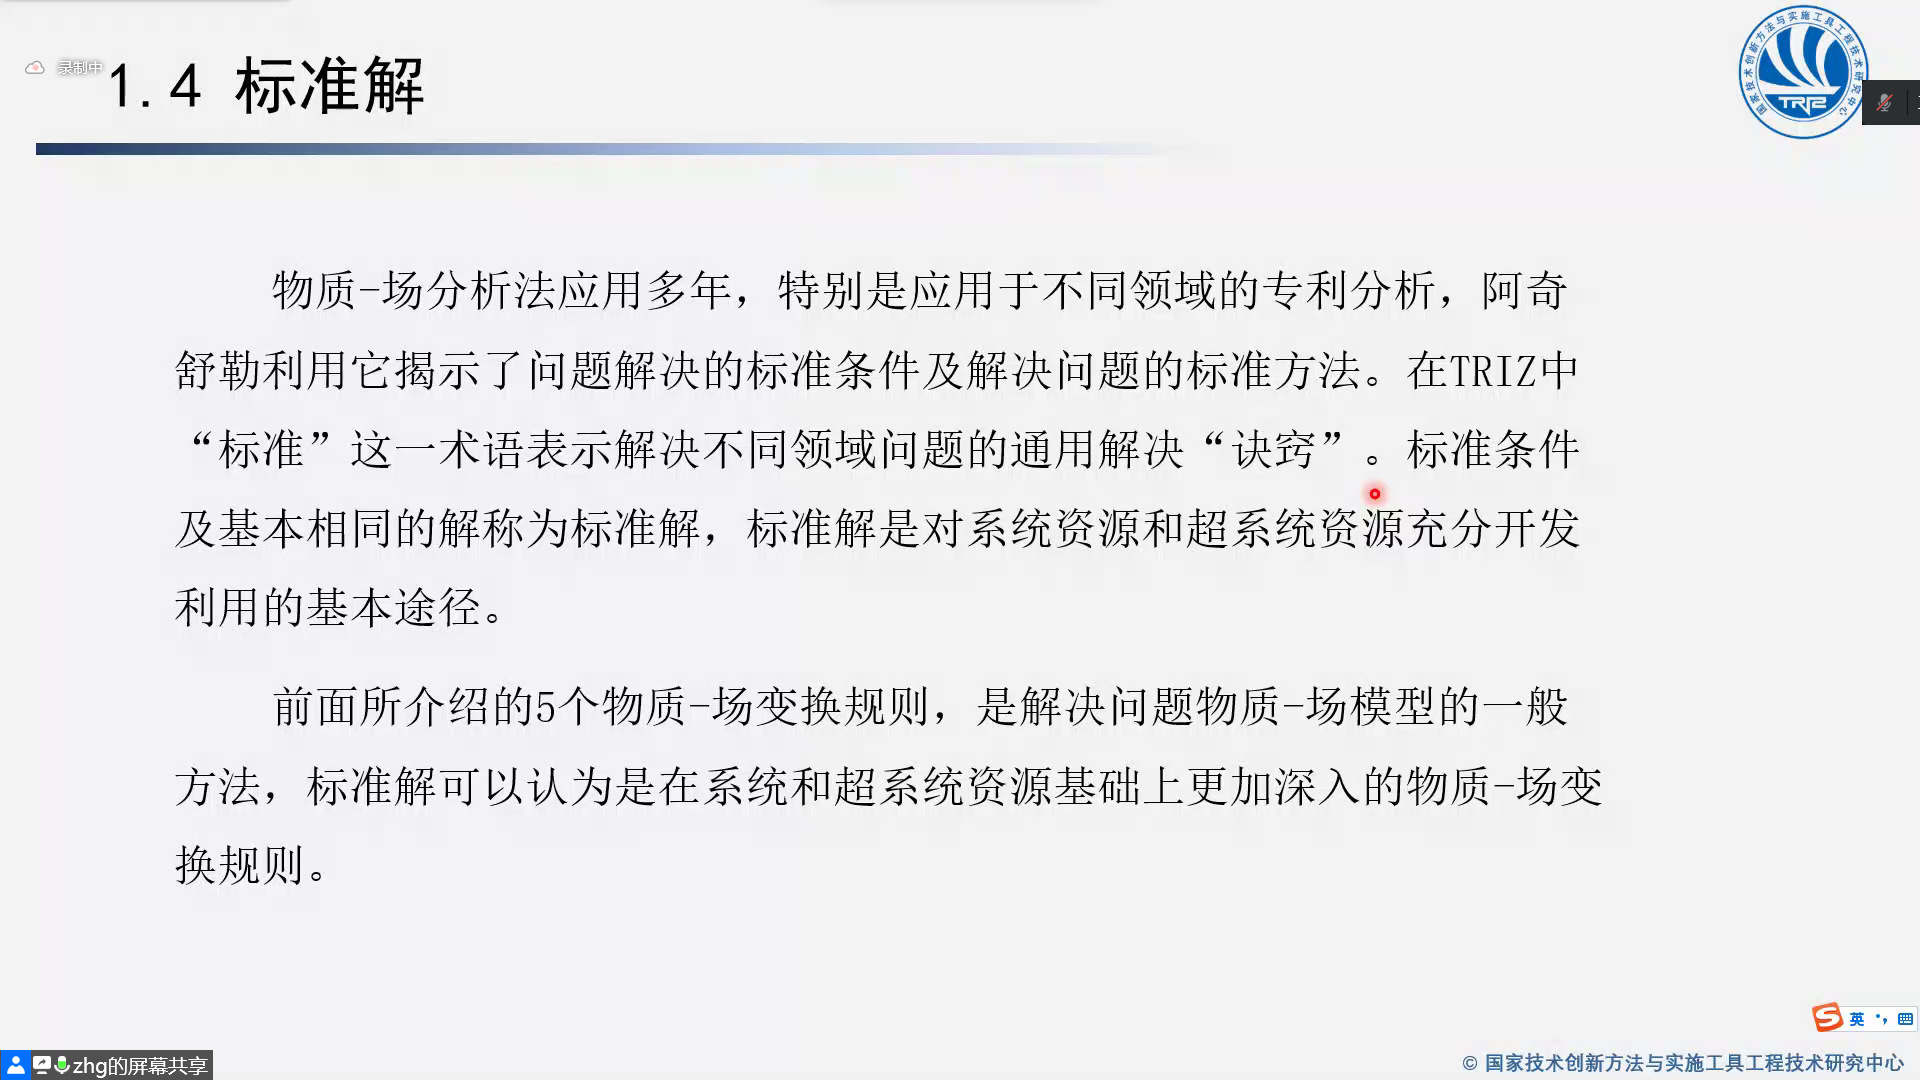 录制中
1.4 标准解
国家技术创新方法与实施工具工程技术研究中心
TRIZ
物质-场分析法应用多年，特别是应用于不同领域的专利分析，阿奇
舒勒利用它揭示了问题解决的标准条件及解决问题的标准方法。在TRIZ中
“标准”这一术语表示解决不同领域问题的通用解决“诀窍”。标准条件
及基本相同的解称为标准解，标准解是对系统资源和超系统资源充分开发
利用的基本途径。
前面所介绍的5个物质-场变换规则，是解决问题物质-场模型的一般
方法，标准解可以认为是在系统和超系统资源基础上更加深入的物质-场变
换规则。
英
zhg的屏幕共享
© 国家技术创新方法与实施工具工程技术研究中心